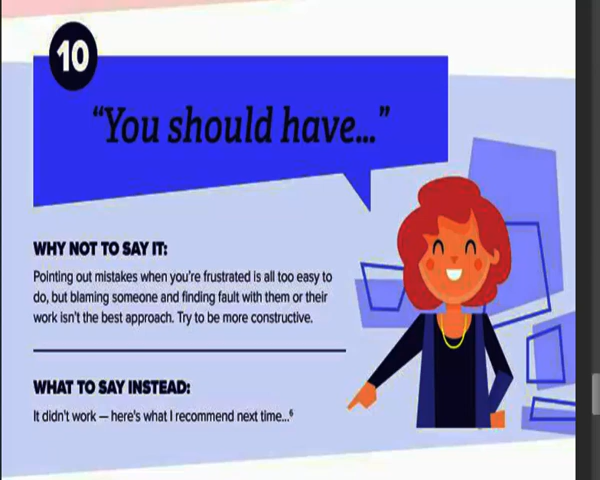 10
“You should have...”
WHY NOT TO SAY IT:
Pointing out mistakes when you're frustrated is all too easy to
do, but blaming someone and finding fault with them or their
work isn't the best approach. Try to be more constructive.
WHAT TO SAY INSTEAD:
It didn't work — here's what I recommend next time...⁶